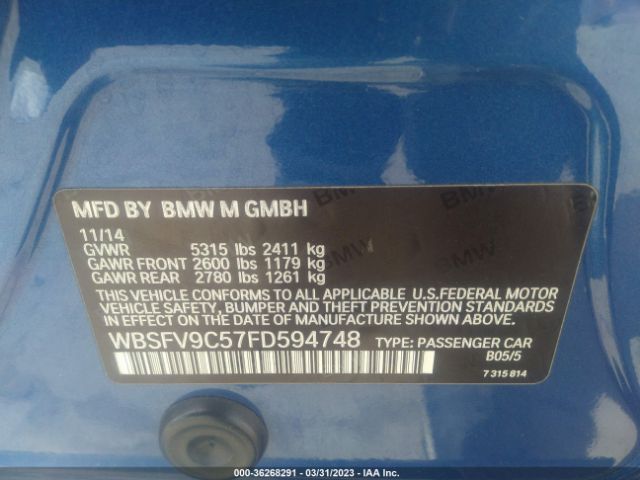 MFD BY BMW M GMBH
11/14
GVWR 5315 lbs 2411 kg
GAWR FRONT 2600 lbs 1179 kg
GAWR REAR 2780 lbs 1261 kg
THIS VEHICLE CONFORMS TO ALL APPLICABLE U.S.FEDERAL MOTOR
VEHICLE SAFETY, BUMPER AND THEFT PREVENTION STANDARDS
IN EFFECT ON THE DATE OF MANUFACTURE SHOWN ABOVE.
WBSFV9C57FD594748 TYPE: PASSENGER CAR
B05/5
7 315 814
000-36268291 - 03/31/2023 - IAA Inc.